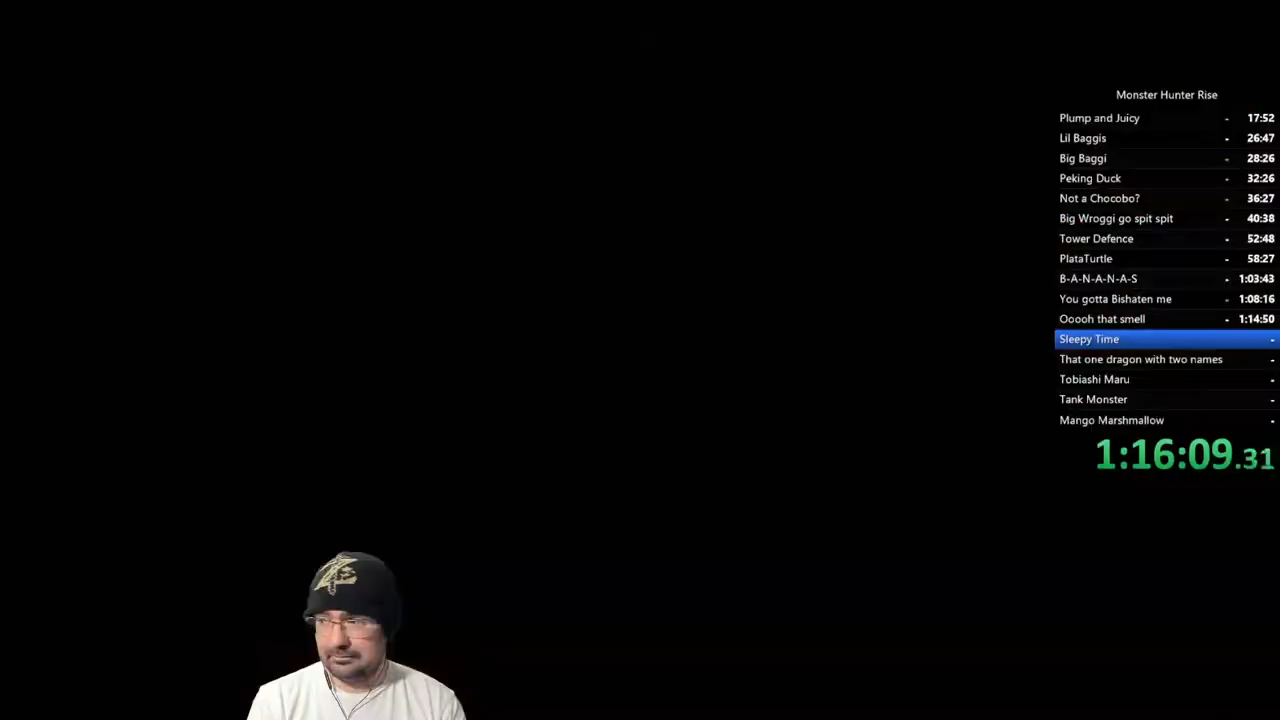 Monster Hunter Rise
Plump and Juicy - 17:52
Lil Baggis - 26:47
Big Baggi - 28:26
Peking Duck - 32:26
Not a Chocobo? - 36:27
Big Wroggi go spit spit - 40:38
Tower Defence - 52:48
PlataTurtle - 58:27
B-A-N-A-N-A-S - 1:03:43
You gotta Bishaten me - 1:08:16
Ooooh that smell - 1:14:50
Sleepy Time -
That one dragon with two names -
Tobiashi Maru -
Tank Monster -
Mango Marshmallow -
1:16:09.31